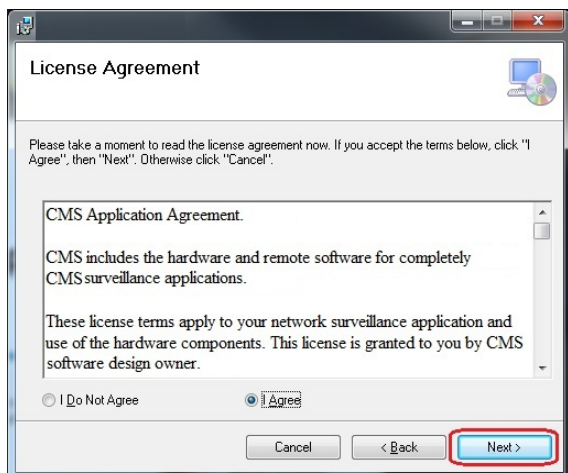 License Agreement
Please take a moment to read the license agreement now. If you accept the terms below, click "I
Agree", then "Next". Otherwise click "Cancel".
CMS Application Agreement.
CMS includes the hardware and remote software for completely
CMS surveillance applications.
These license terms apply to your network surveillance application and
use of the hardware components. This license is granted to you by CMS
software design owner.
I Do Not Agree
I Agree
Cancel
< Back
Next >